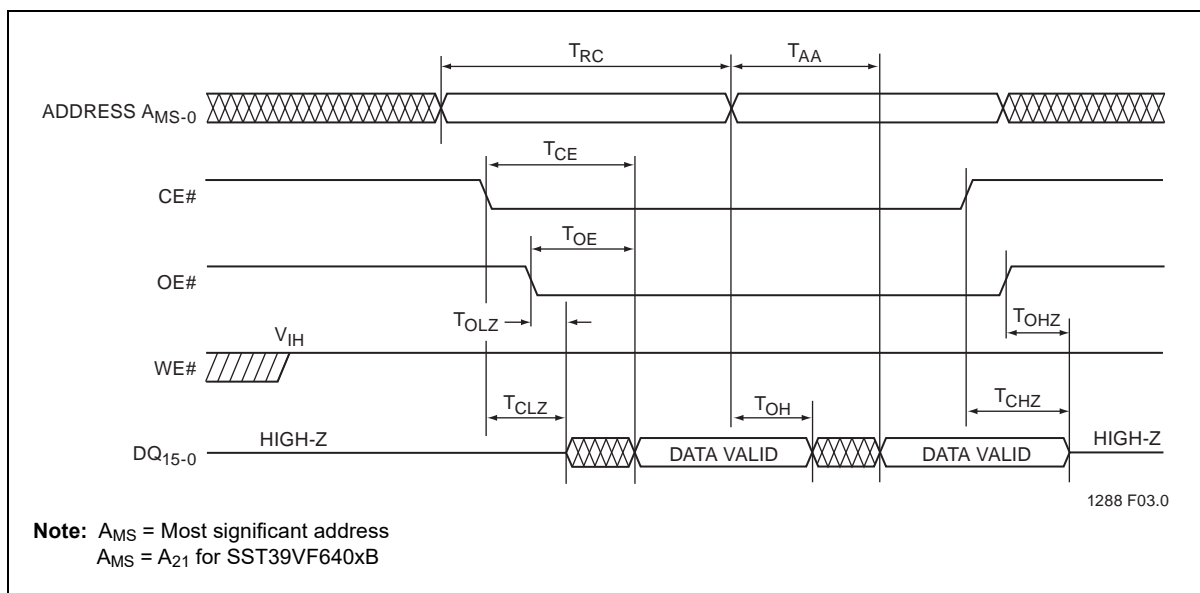 TRC
TAA
ADDRESS AMS-0
TCE
CE#
TOE
OE#
TOLZ
TOHZ
VIH
WE#
TCLZ
TOH
TCHZ
HIGH-Z
HIGH-Z
DQ15-0
DATA VALID
DATA VALID
1288 F03.0
Note: AMS = Most significant address
AMS = A21 for SST39VF640xB